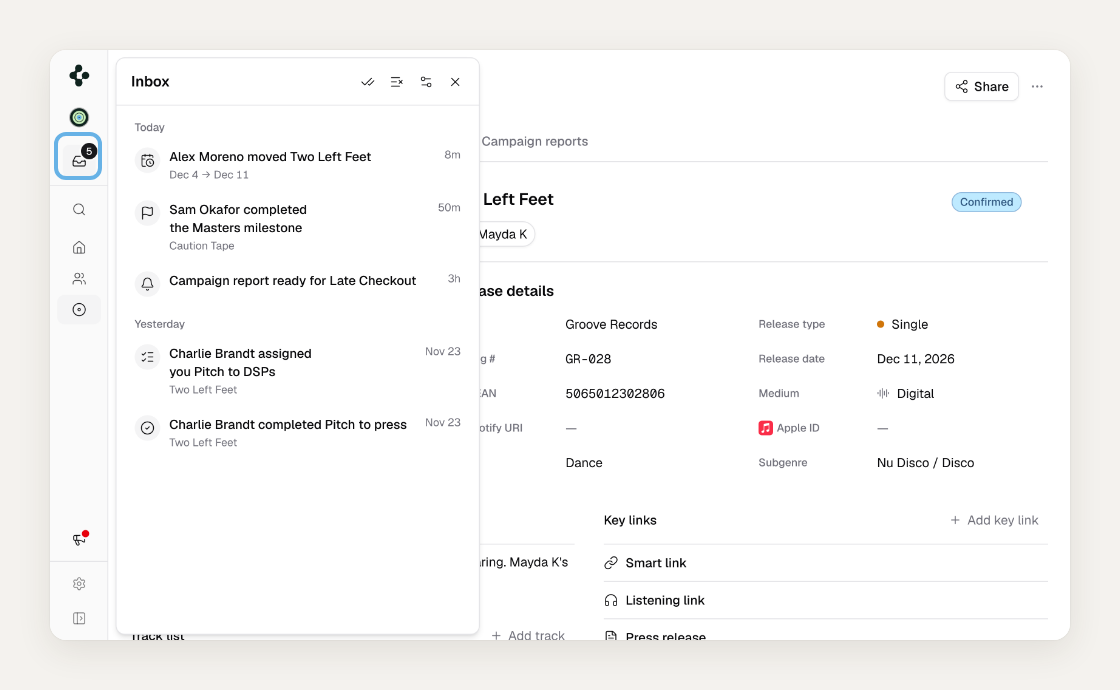 Inbox
Share
5
Today
Campaign reports
Alex Moreno moved Two Left Feet
8m
Dec 4 → Dec 11
Left Feet
Confirmed
Sam Okafor completed
50m
the Masters milestone
Caution Tape
Mayda K
Campaign report ready for Late Checkout
3h
details
Yesterday
Groove Records
Release type
Single
Charlie Brandt assigned
Nov 23
you Pitch to DSPs
Two Left Feet
#
GR-028
Release date
Dec 11, 2026
EAN
5065012302806
Medium
Digital
Charlie Brandt completed Pitch to press
Nov 23
Two Left Feet
URI
—
Apple ID
—
Dance
Subgenre
Nu Disco / Disco
Key links
+ Add key link
Mayda K's
Smart link
Listening link
Track list
+ Add track
Press release